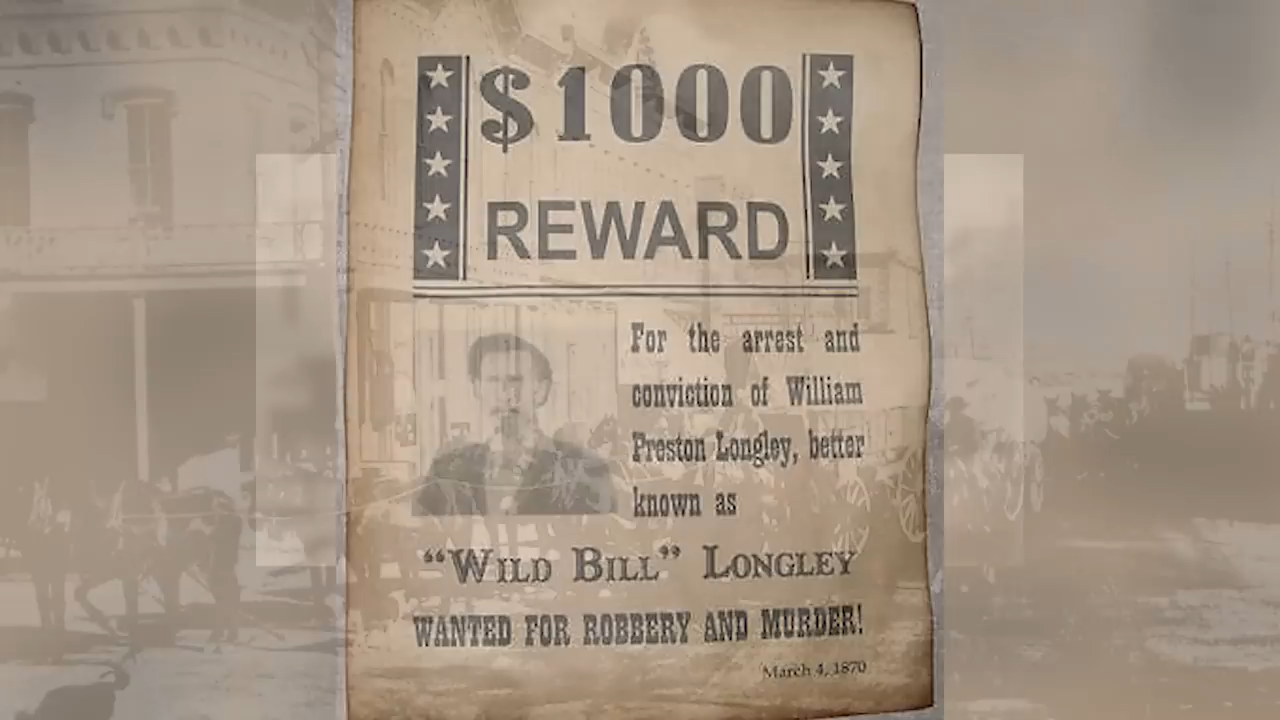 $1000
REWARD
For the arrest and
conviction of William
Preston Longley, better
known as
“WILD BILL” LONGLEY
WANTED FOR ROBBERY AND MURDER!
March 4, 1870